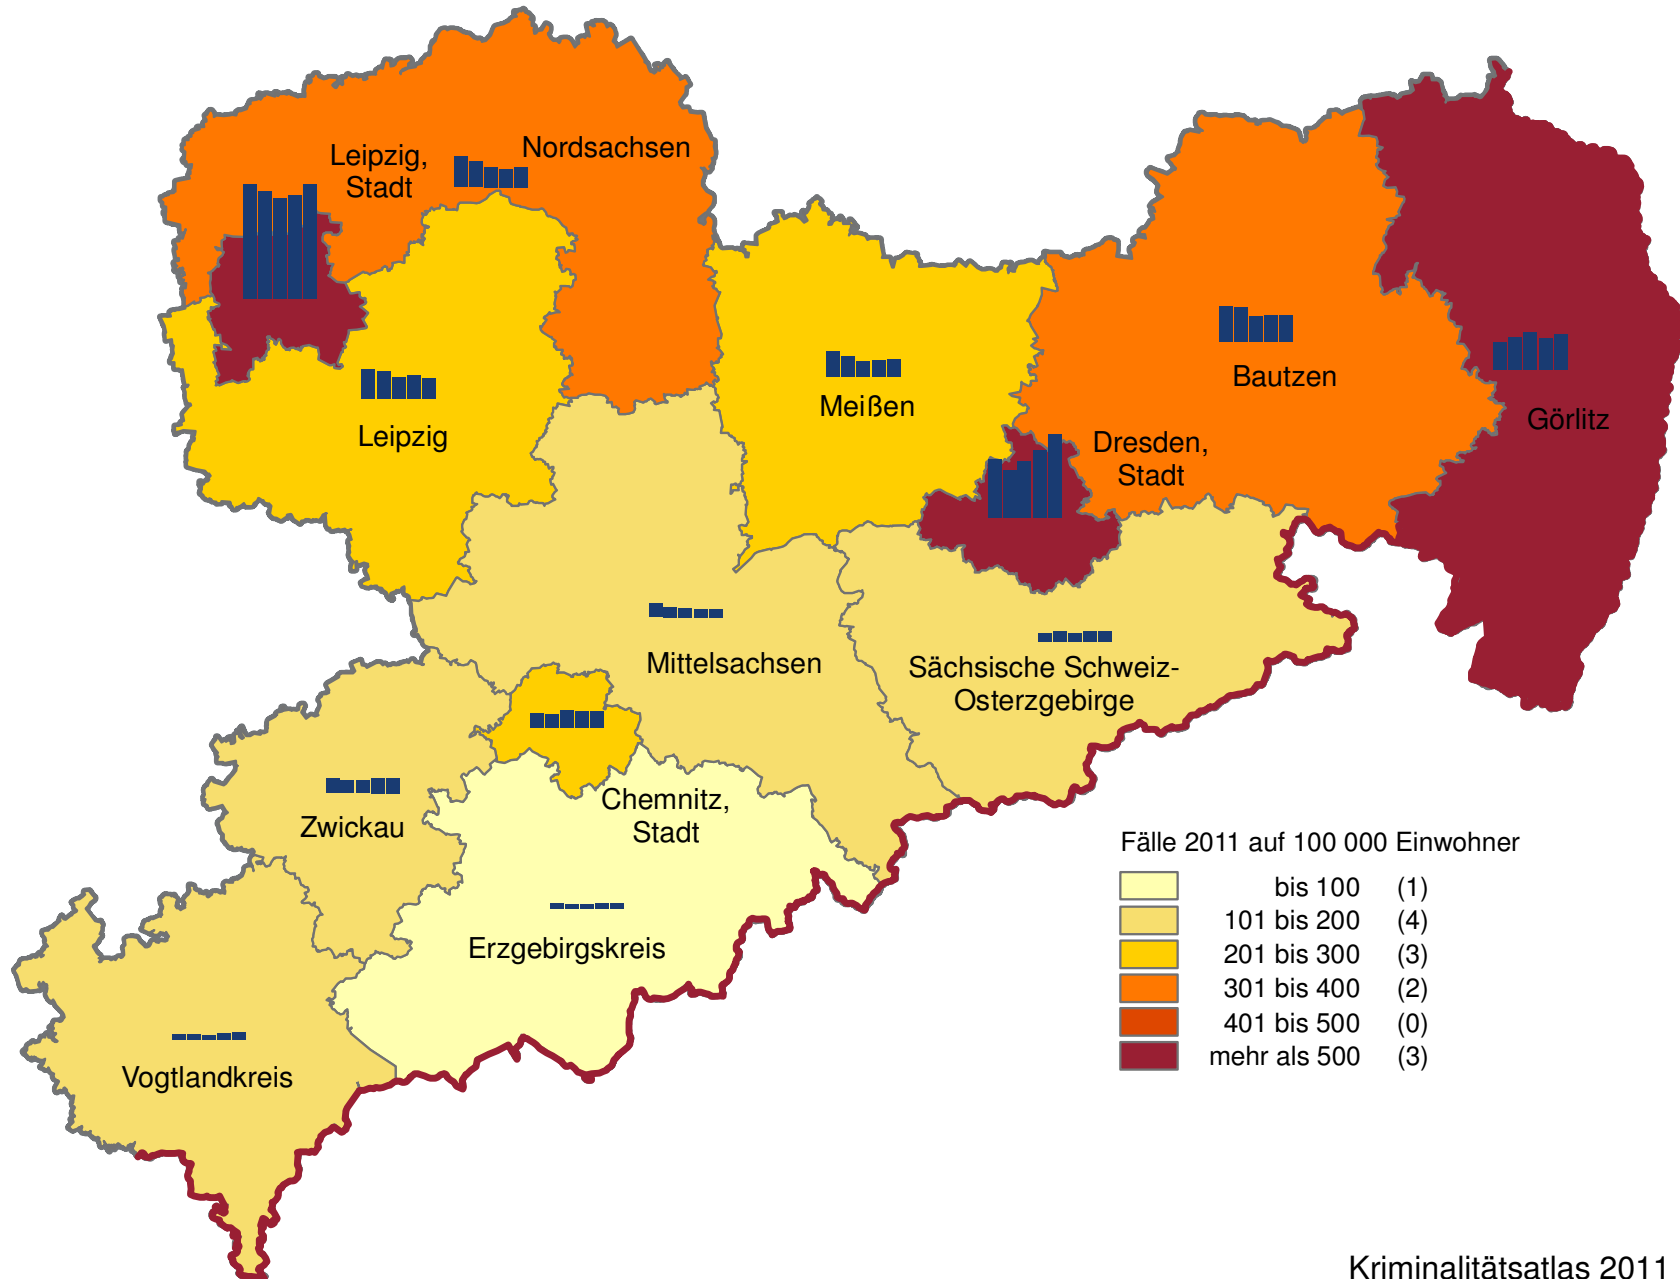 Leipzig,
Stadt
Nordsachsen
Leipzig
Meißen
Bautzen
Görlitz
Dresden,
Stadt
Mittelsachsen
Sächsische Schweiz-
Osterzgebirge
Chemnitz,
Stadt
Zwickau
Erzgebirgskreis
Vogtlandkreis
Fälle 2011 auf 100 000 Einwohner
bis 100 (1)
101 bis 200 (4)
201 bis 300 (3)
301 bis 400 (2)
401 bis 500 (0)
mehr als 500 (3)
Kriminalitätsatlas 2011